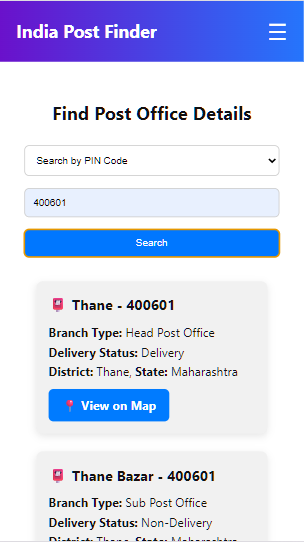 India Post Finder
Find Post Office Details
Search by PIN Code
400601
Search
Thane - 400601
Branch Type: Head Post Office
Delivery Status: Delivery
District: Thane, State: Maharashtra
View on Map
Thane Bazar - 400601
Branch Type: Sub Post Office
Delivery Status: Non-Delivery
District: Thane, State: Maharashtra